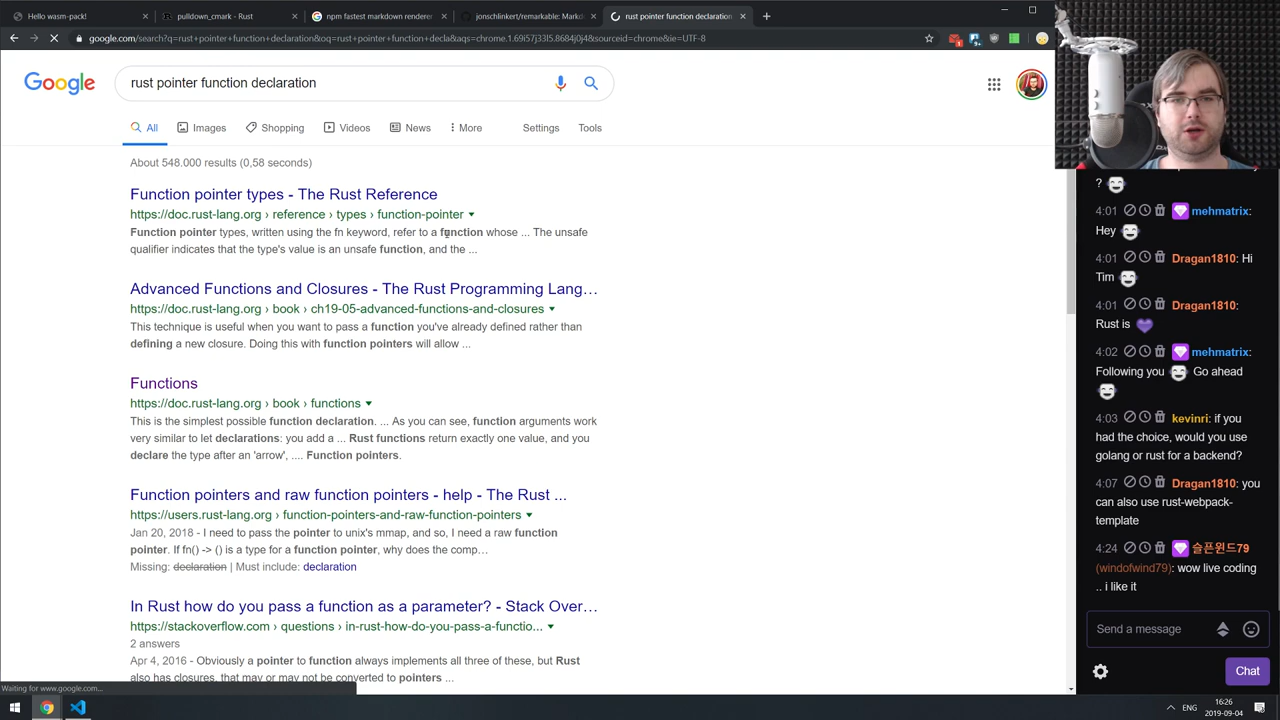 Hello wasm-pack!
pulldown_cmark - Rust
npm fastest markdown renderer
jonschlinkert/remarkable: Markd
rust pointer function declaration
google.com/search?q=rust+pointer+function+declaration&oq=rust+pointer+function+decla&aqs=chrome.1.69i57j33l5.8684j0j4&sourceid=chrome&ie=UTF-8
Google
rust pointer function declaration
All
Images
Shopping
Videos
News
More
Settings
Tools
About 548.000 results (0,58 seconds)
Function pointer types - The Rust Reference
https://doc.rust-lang.org › reference › types › function-pointer
Function pointer types, written using the fn keyword, refer to a function whose ... The unsafe
qualifier indicates that the type's value is an unsafe function, and the ...
Advanced Functions and Closures - The Rust Programming Lang…
https://doc.rust-lang.org › book › ch19-05-advanced-functions-and-closures
This technique is useful when you want to pass a function you've already defined rather than
defining a new closure. Doing this with function pointers will allow ...
Functions
https://doc.rust-lang.org › book › functions
This is the simplest possible function declaration. ... As you can see, function arguments work
very similar to let declarations: you add a ... Rust functions return exactly one value, and you
declare the type after an 'arrow', .... Function pointers.
Function pointers and raw function pointers - help - The Rust ...
https://users.rust-lang.org › function-pointers-and-raw-function-pointers
Jan 20, 2018 - I need to pass the pointer to unix's mmap, and so, I need a raw function
pointer. If fn() -> () is a type for a function pointer, why does the comp…
Missing: declaration | Must include: declaration
In Rust how do you pass a function as a parameter? - Stack Over…
https://stackoverflow.com › questions › in-rust-how-do-you-pass-a-functio...
2 answers
Apr 4, 2016 - Obviously a pointer to function always implements all three of these, but Rust
also has closures, that may or may not be converted to pointers ...
Waiting for www.google.com...
?
4:01 mehmatrix:
Hey
4:01 Dragan1810: Hi
Tim
4:01 Dragan1810:
Rust is
4:02 mehmatrix:
Following you Go ahead
4:03 kevinri: if you
had the choice, would you use
golang or rust for a backend?
4:07 Dragan1810: you
can also use rust-webpack-
template
4:24 슬픈윈드79
(windofwind79): wow live coding
.. i like it
Send a message
Chat
ENG
16:26
2019-09-04